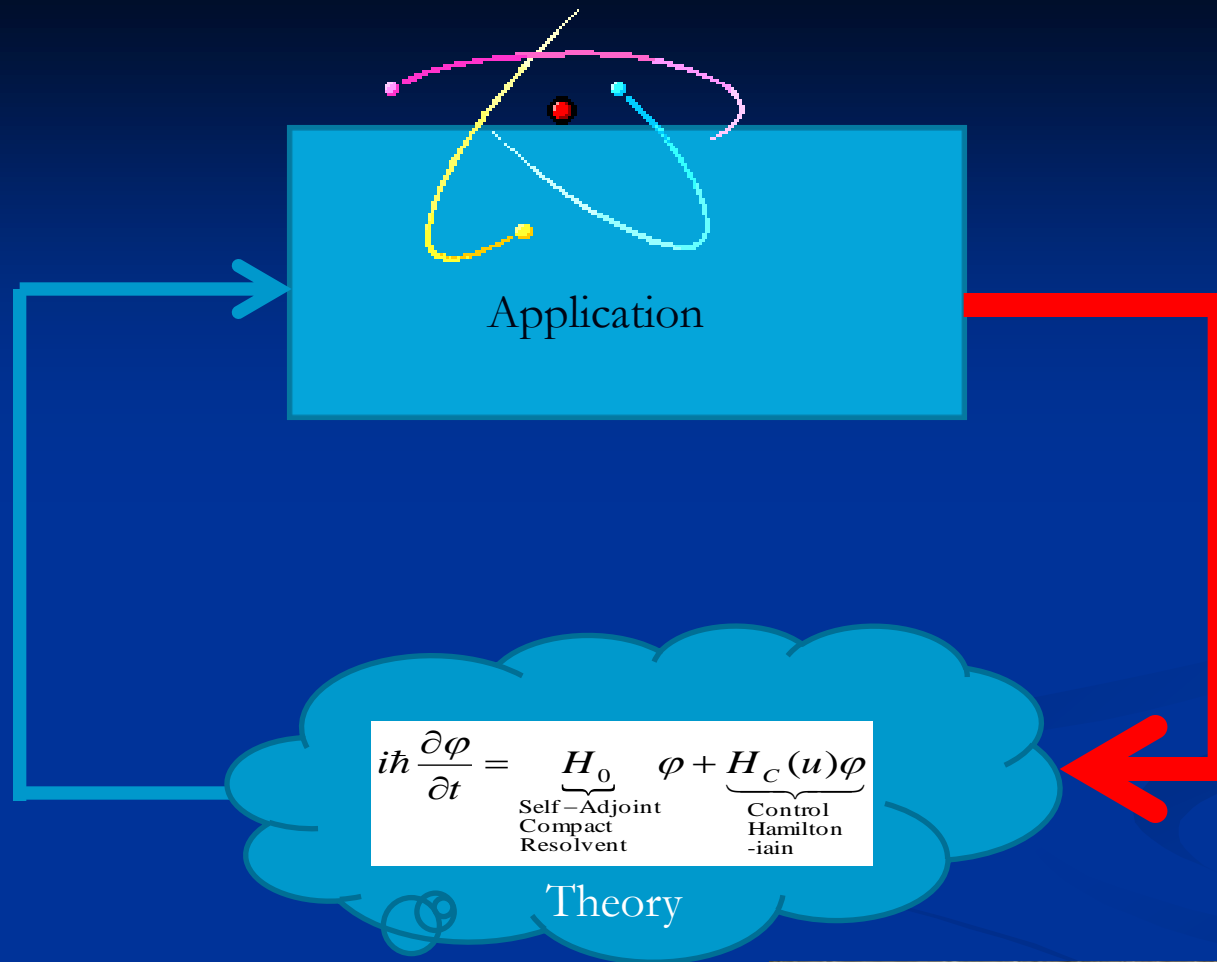 Application
iℏ ∂φ/∂t = H₀ φ + H_C(u)φ
Self–Adjoint Control
Compact Hamilton
Resolvent -iain
Theory